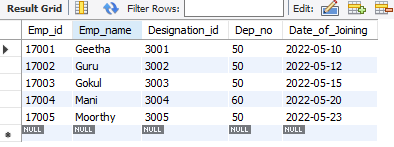 Result Grid Filter Rows: Edit:
Emp_id Emp_name Designation_id Dep_no Date_of_Joining
17001 Geetha 3001 50 2022-05-10
17002 Guru 3002 50 2022-05-12
17003 Gokul 3003 50 2022-05-15
17004 Mani 3004 60 2022-05-20
17005 Moorthy 3005 50 2022-05-23
NULL NULL NULL NULL NULL